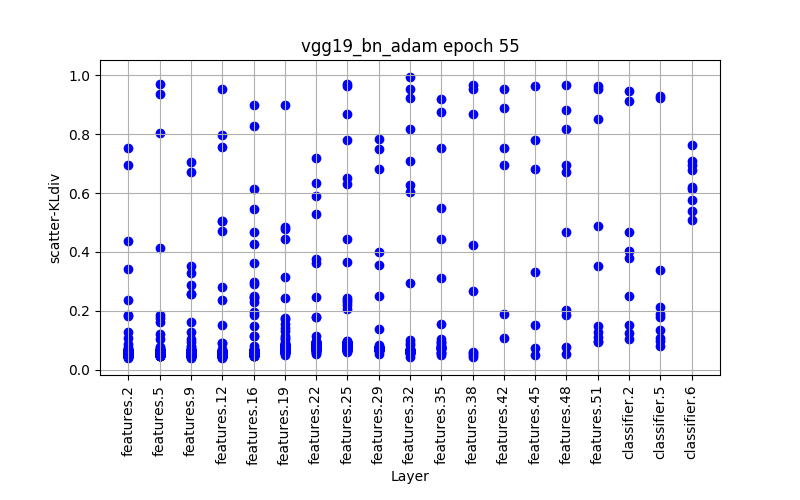 vgg19_bn_adam epoch 55
scatter-KLdiv
1.0
0.8
0.6
0.4
0.2
0.0
features.2
features.5
features.9
features.12
features.16
features.19
features.22
features.25
features.29
features.32
features.35
features.38
features.42
features.45
features.48
features.51
classifier.2
classifier.5
classifier.6
Layer